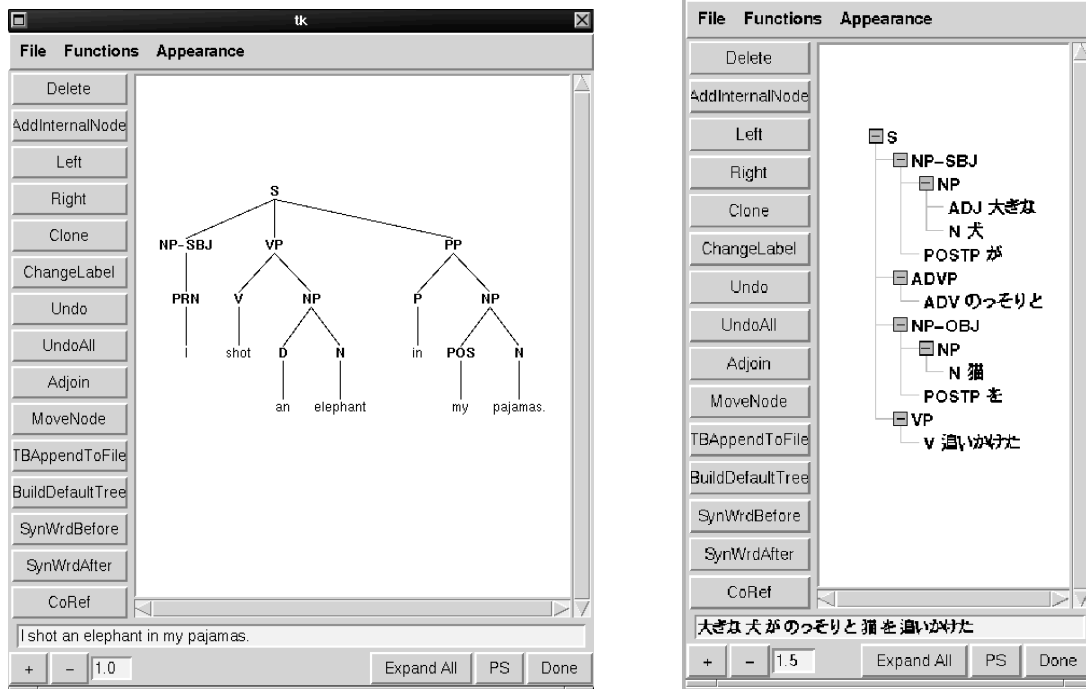 tk
File Functions Appearance
Delete
AddInternalNode
Left
Right
Clone
ChangeLabel
Undo
UndoAll
Adjoin
MoveNode
TBAppendToFile
BuildDefaultTree
SynWrdBefore
SynWrdAfter
CoRef
S
NP-SBJ VP PP
PRN V NP P NP
I shot D N in POS N
an elephant my pajamas.
I shot an elephant in my pajamas.
+ - 1.0 Expand All PS Done
File Functions Appearance
Delete
AddInternalNode
Left
Right
Clone
ChangeLabel
Undo
UndoAll
Adjoin
MoveNode
TBAppendToFile
BuildDefaultTree
SynWrdBefore
SynWrdAfter
CoRef
S
NP-SBJ
NP
ADJ 大きな
N 犬
POSTP が
ADVP
ADV のっそりと
NP-OBJ
NP
N 猫
POSTP を
VP
V 追いかけた
大きな 犬 が のっそりと 猫 を 追いかけた
+ - 1.5 Expand All PS Done